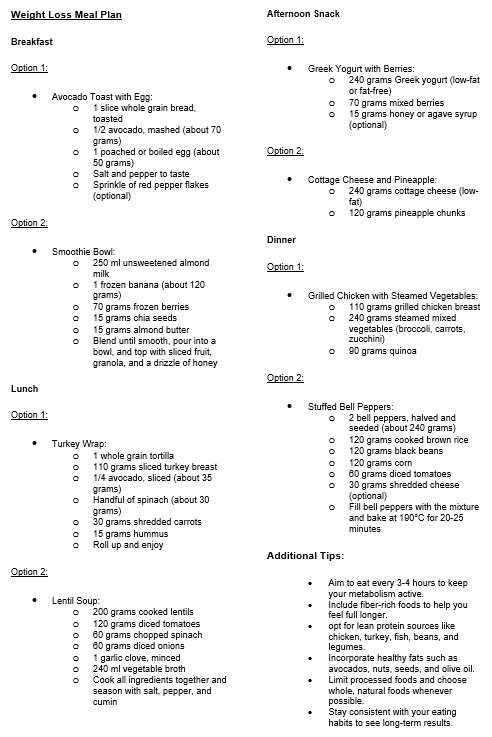 Weight Loss Meal Plan
Breakfast
Option 1:
• Avocado Toast with Egg:
o 1 slice whole grain bread,
toasted
o 1/2 avocado, mashed (about 70
grams)
o 1 poached or boiled egg (about
50 grams)
o Salt and pepper to taste
o Sprinkle of red pepper flakes
(optional)
Option 2:
• Smoothie Bowl:
o 250 ml unsweetened almond
milk
o 1 frozen banana (about 120
grams)
o 70 grams frozen berries
o 15 grams chia seeds
o 15 grams almond butter
o Blend until smooth, pour into a
bowl, and top with sliced fruit,
granola, and a drizzle of honey
Lunch
Option 1:
• Turkey Wrap:
o 1 whole grain tortilla
o 110 grams sliced turkey breast
o 1/4 avocado, sliced (about 35
grams)
o Handful of spinach (about 30
grams)
o 30 grams shredded carrots
o 15 grams hummus
o Roll up and enjoy
Option 2:
• Lentil Soup:
o 200 grams cooked lentils
o 120 grams diced tomatoes
o 60 grams chopped spinach
o 60 grams diced onions
o 1 garlic clove, minced
o 240 ml vegetable broth
o Cook all ingredients together and
season with salt, pepper, and
cumin
Afternoon Snack
Option 1:
• Greek Yogurt with Berries:
o 240 grams Greek yogurt (low-fat
or fat-free)
o 70 grams mixed berries
o 15 grams honey or agave syrup
(optional)
Option 2:
• Cottage Cheese and Pineapple:
o 240 grams cottage cheese (low-
fat)
o 120 grams pineapple chunks
Dinner
Option 1:
• Grilled Chicken with Steamed Vegetables:
o 110 grams grilled chicken breast
o 240 grams steamed mixed
vegetables (broccoli, carrots,
zucchini)
o 90 grams quinoa
Option 2:
• Stuffed Bell Peppers:
o 2 bell peppers, halved and
seeded (about 240 grams)
o 120 grams cooked brown rice
o 120 grams black beans
o 120 grams corn
o 60 grams diced tomatoes
o 30 grams shredded cheese
(optional)
o Fill bell peppers with the mixture
and bake at 190°C for 20-25
minutes
Additional Tips:
• Aim to eat every 3-4 hours to keep
your metabolism active.
• Include fiber-rich foods to help you
feel full longer.
• opt for lean protein sources like
chicken, turkey, fish, beans, and
legumes.
• Incorporate healthy fats such as
avocados, nuts, seeds, and olive oil.
• Limit processed foods and choose
whole, natural foods whenever
possible.
• Stay consistent with your eating
habits to see long-term results.